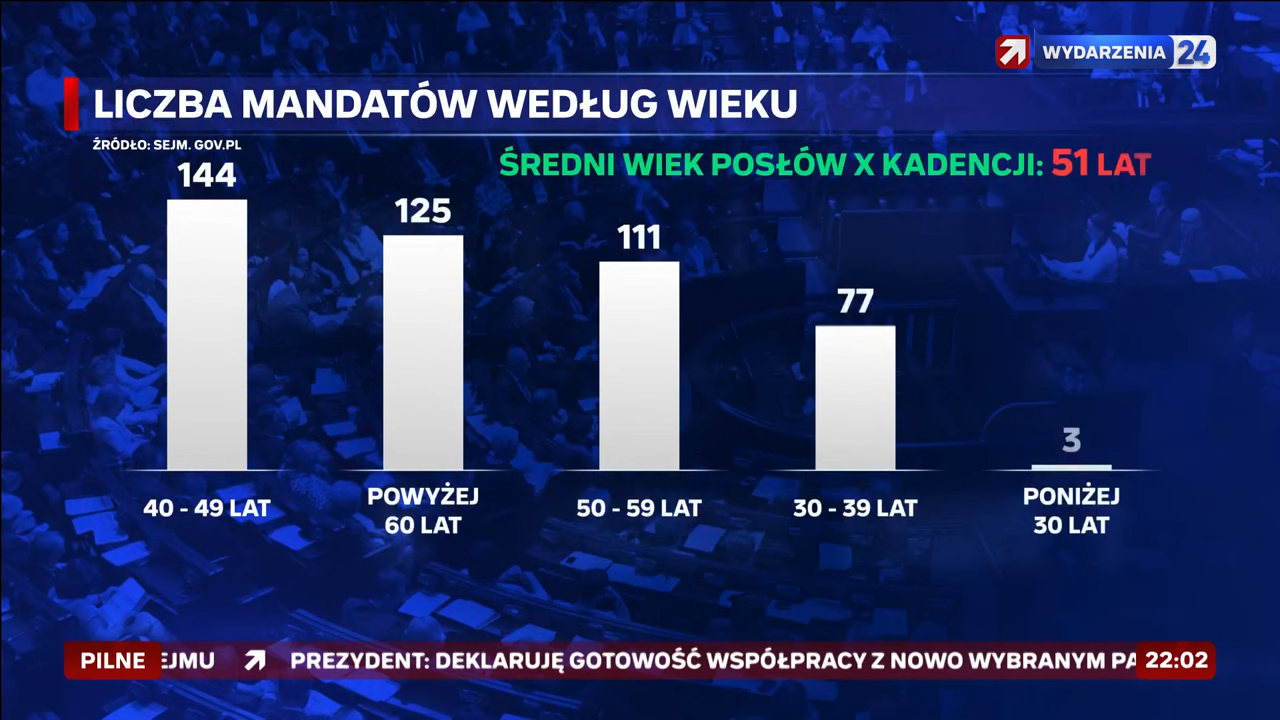 WYDARZENIA 24
LICZBA MANDATÓW WEDŁUG WIEKU
ŹRÓDŁO: SEJM. GOV.PL
ŚREDNI WIEK POSŁÓW X KADENCJI: 51 LAT
144
125
111
77
3
40 - 49 LAT
POWYŻEJ
60 LAT
50 - 59 LAT
30 - 39 LAT
PONIŻEJ
30 LAT
PILNE EJMU PREZYDENT: DEKLARUJĘ GOTOWOŚĆ WSPÓŁPRACY Z NOWO WYBRANYM PA 22:02